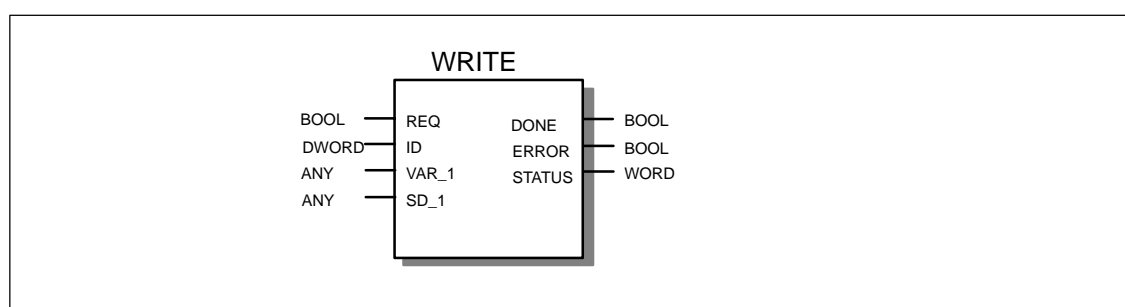 WRITE
BOOL REQ DONE BOOL
DWORD ID ERROR BOOL
ANY VAR_1 STATUS WORD
ANY SD_1